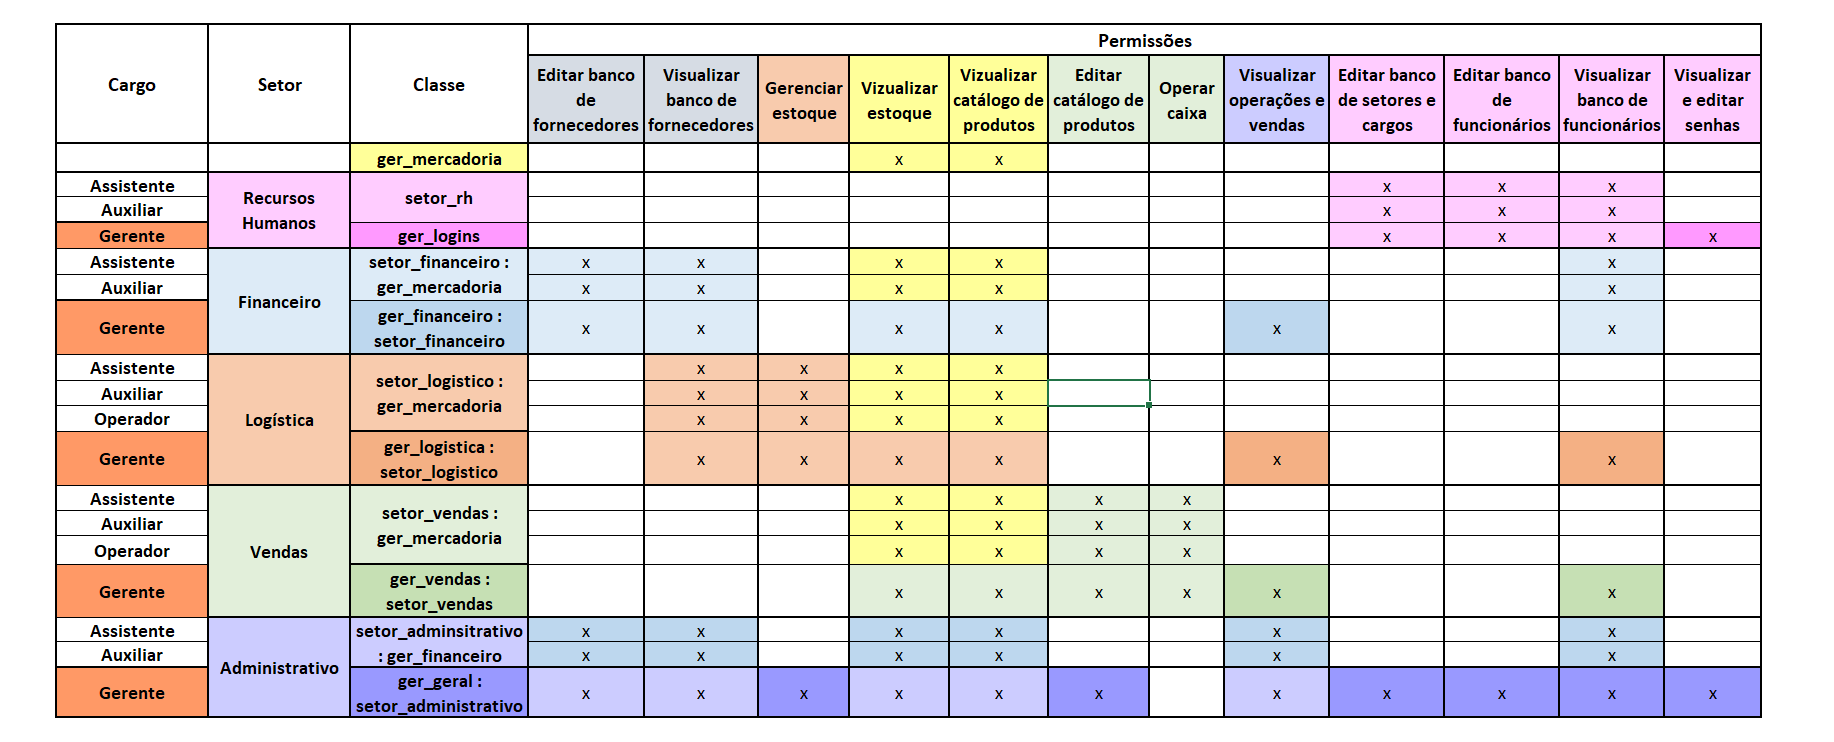 Permissões
Cargo Setor Classe
Editar banco de fornecedores
Visualizar banco de fornecedores
Gerenciar estoque
Vizualizar estoque
Vizualizar catálogo de produtos
Editar catálogo de produtos
Operar caixa
Visualizar operações e vendas
Editar banco de setores e cargos
Editar banco de funcionários
Visualizar banco de funcionários
Visualizar e editar senhas
ger_mercadoria x x
Recursos Humanos
setor_rh
Assistente x x x
Auxiliar x x x
Gerente ger_logins x x x x
Financeiro
setor_financeiro :
ger_mercadoria
Assistente x x x x x
Auxiliar x x x x x
ger_financeiro :
setor_financeiro
Gerente x x x x x x
Logística
setor_logistico :
ger_mercadoria
Assistente x x x x
Auxiliar x x x x
Operador x x x x
ger_logistica :
setor_logistico
Gerente x x x x x x
Vendas
setor_vendas :
ger_mercadoria
Assistente x x x x
Auxiliar x x x x
Operador x x x x
ger_vendas :
setor_vendas
Gerente x x x x x x
Administrativo
setor_adminsitrativo
: ger_financeiro
Assistente x x x x x x
Auxiliar x x x x x x
ger_geral :
setor_administrativo
Gerente x x x x x x x x x x x